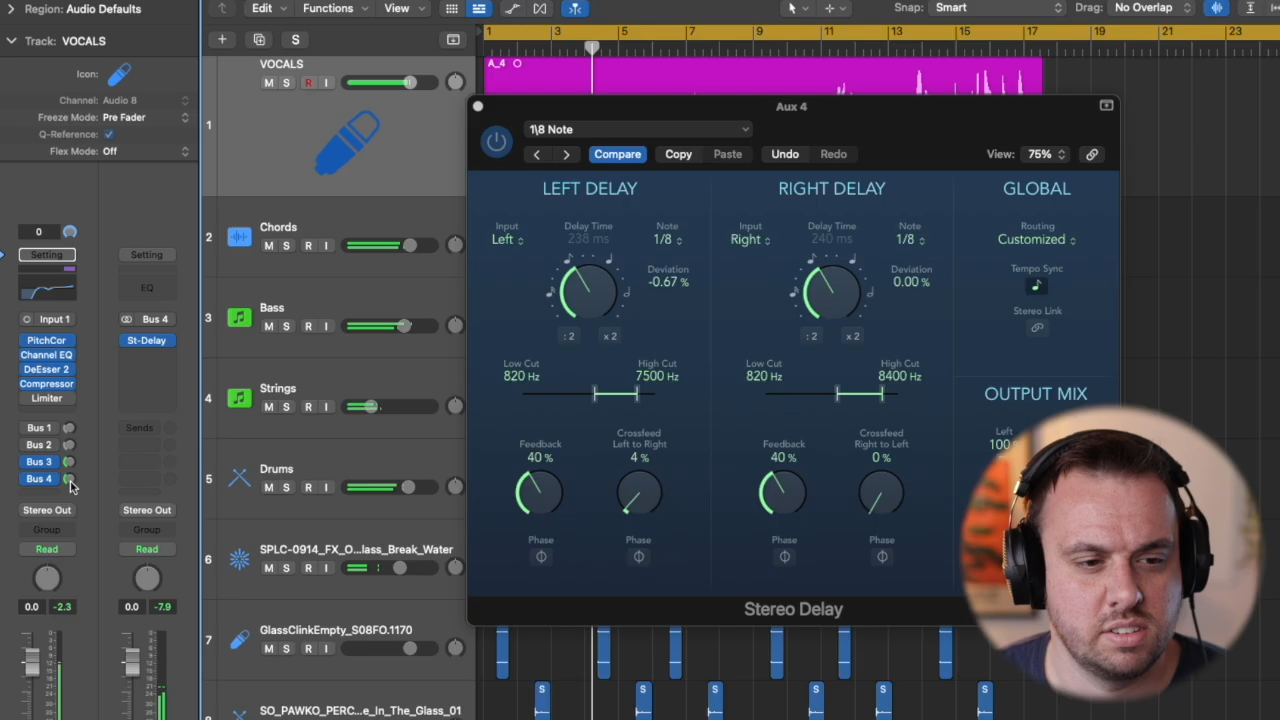 Region: Audio Defaults
Track: VOCALS
Icon:
Channel: Audio 8
Freeze Mode: Pre Fader
Q-Reference:
Flex Mode: Off
0
Setting
Setting
EQ
Input 1
Bus 4
PitchCor
Channel EQ
DeEsser 2
Compressor
Limiter
St-Delay
Bus 1
Bus 2
Bus 3
Bus 4
Sends
Stereo Out
Stereo Out
Group
Group
Read
Read
0.0 -2.3
0.0 -7.9
Edit Functions View
Snap: Smart
Drag: No Overlap
S
1 3 5 7 9 11 13 15 17 19 21 23
A_4
1 VOCALS
M S R I
2 Chords
M S R I
3 Bass
M S R I
4 Strings
M S R I
5 Drums
M S R I
6 SPLC-0914_FX_O...lass_Break_Water
M S R I
7 GlassClinkEmpty_S08FO.1170
M S R I
SO_PAWKO_PERC...e_In_The_Glass_01
S S S S S S S
Aux 4
1\8 Note
Compare Copy Paste Undo Redo
View: 75%
LEFT DELAY
Input
Left
Delay Time
238 ms
Note
1/8
Deviation
-0.67 %
: 2 x 2
Low Cut
820 Hz
High Cut
7500 Hz
Feedback
40 %
Crossfeed
Left to Right
4 %
Phase
Phase
RIGHT DELAY
Input
Right
Delay Time
240 ms
Note
1/8
Deviation
0.00 %
: 2 x 2
Low Cut
820 Hz
High Cut
8400 Hz
Feedback
40 %
Crossfeed
Right to Left
0 %
Phase
Phase
GLOBAL
Routing
Customized
Tempo Sync
Stereo Link
OUTPUT MIX
Left
Stereo Delay